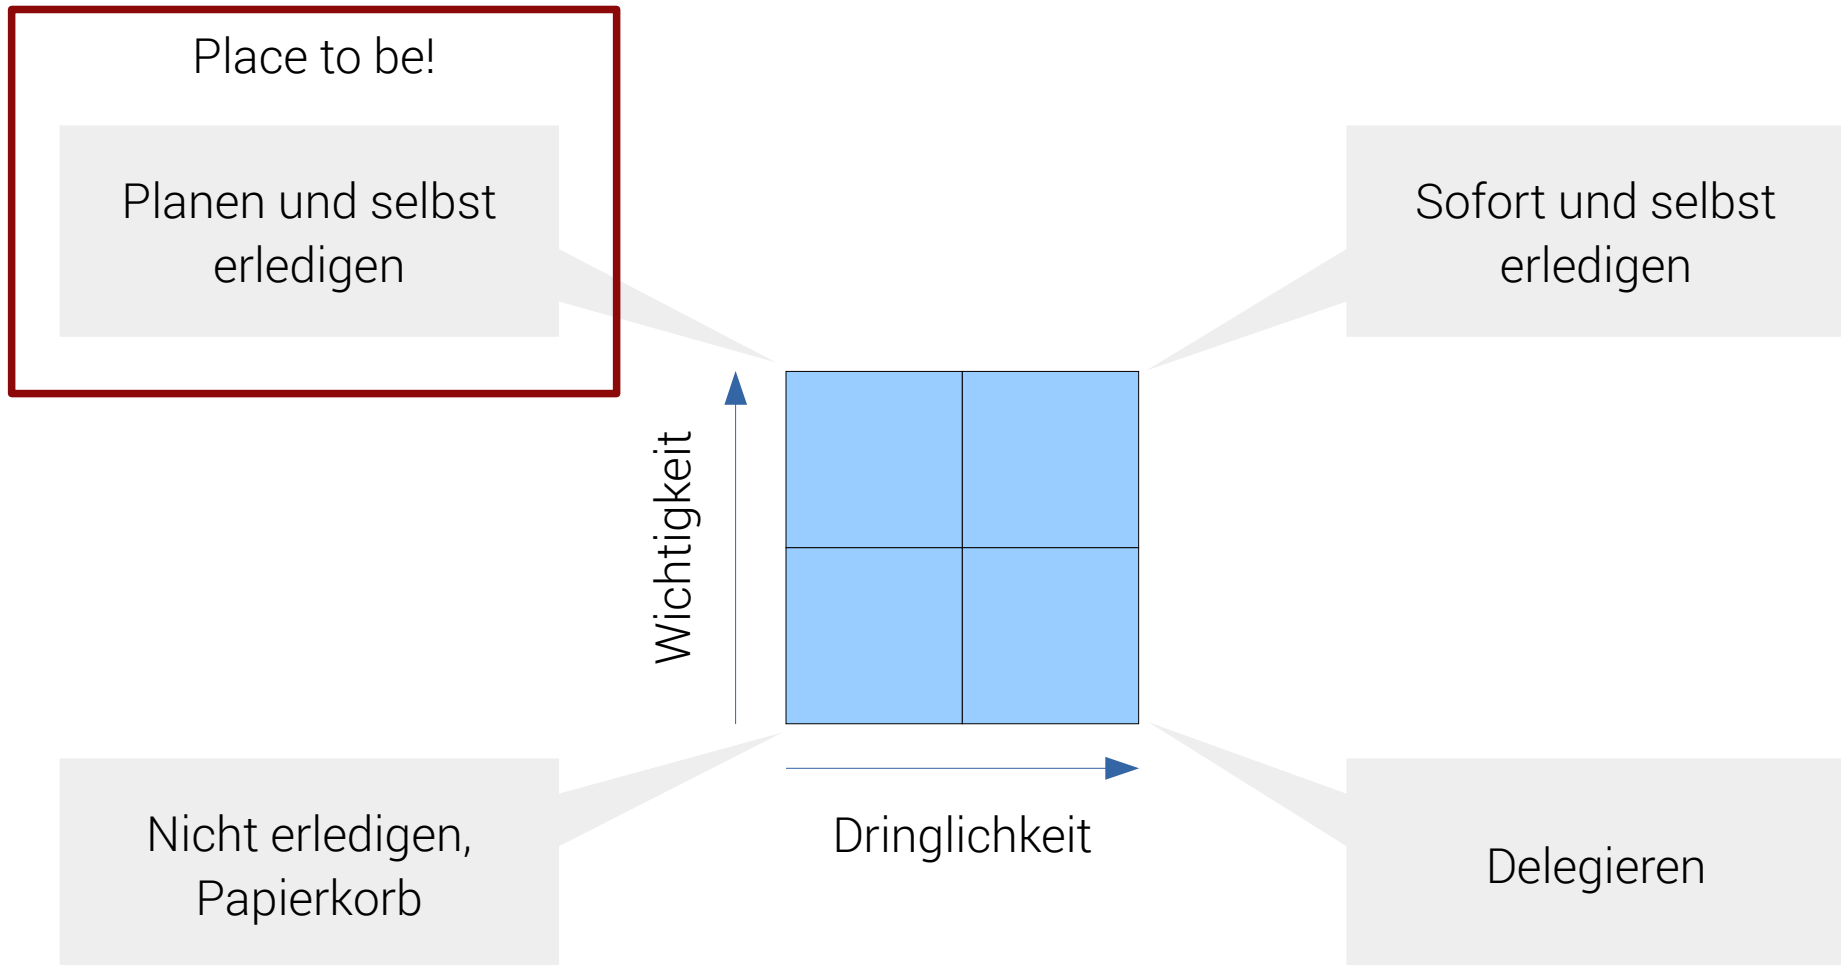 Place to be!
Planen und selbst
erledigen
Sofort und selbst
erledigen
Wichtigkeit
Dringlichkeit
Nicht erledigen,
Papierkorb
Delegieren